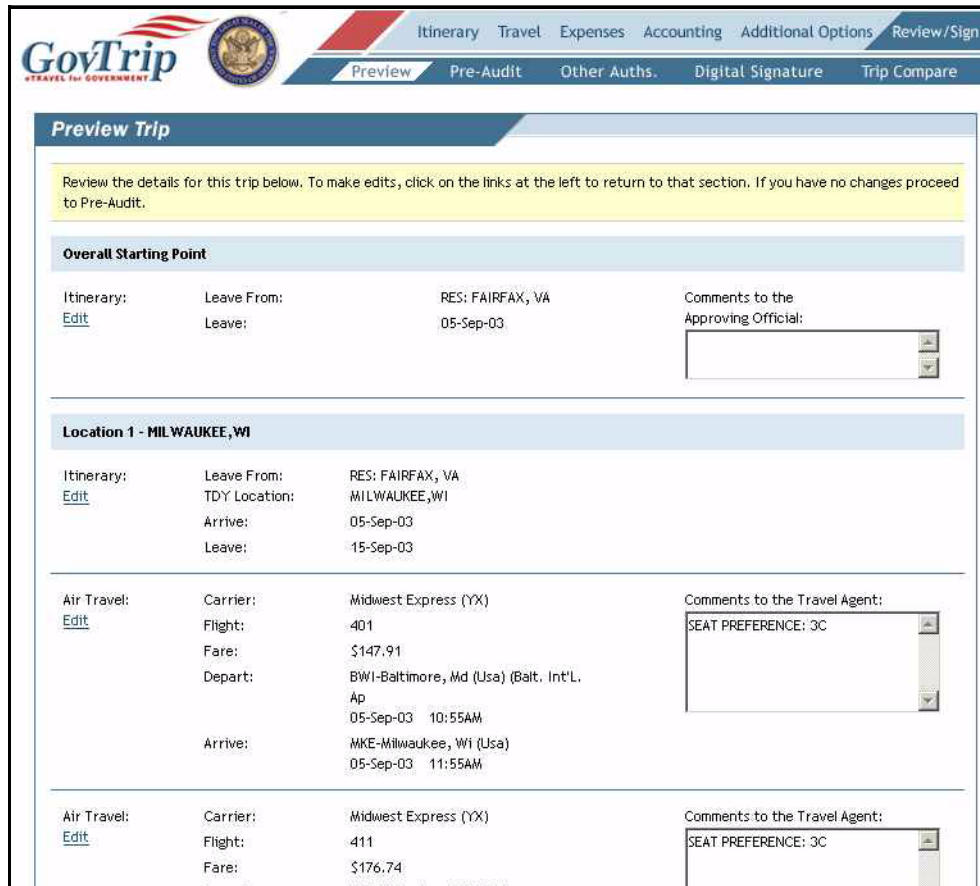 GovTrip
eTRAVEL for GOVERNMENT
Itinerary Travel Expenses Accounting Additional Options Review/Sign
Preview Pre-Audit Other Auths. Digital Signature Trip Compare
Preview Trip
Review the details for this trip below. To make edits, click on the links at the left to return to that section. If you have no changes proceed
to Pre-Audit.
Overall Starting Point
Itinerary: Leave From: RES: FAIRFAX, VA Comments to the
Edit Leave: 05-Sep-03 Approving Official:
Location 1 - MILWAUKEE,WI
Itinerary: Leave From: RES: FAIRFAX, VA
Edit TDY Location: MILWAUKEE,WI
Arrive: 05-Sep-03
Leave: 15-Sep-03
Air Travel: Carrier: Midwest Express (YX) Comments to the Travel Agent:
Edit Flight: 401 SEAT PREFERENCE: 3C
Fare: $147.91
Depart: BWI-Baltimore, Md (Usa) (Balt. Int'L.
Ap
05-Sep-03 10:55AM
Arrive: MKE-Milwaukee, Wi (Usa)
05-Sep-03 11:55AM
Air Travel: Carrier: Midwest Express (YX) Comments to the Travel Agent:
Edit Flight: 411 SEAT PREFERENCE: 3C
Fare: $176.74